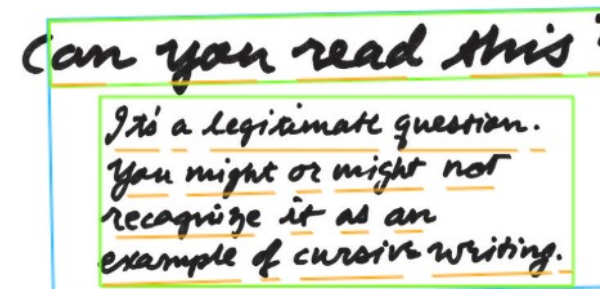 Can you read this?
It's a legitimate question.
You might or might not
recognize it as an
example of cursive writing.